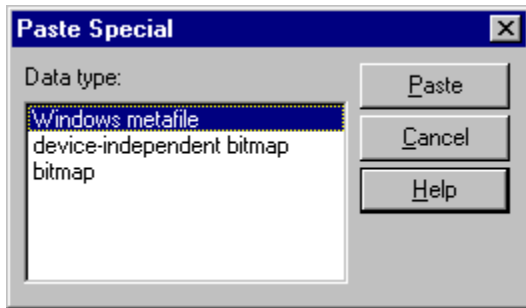 Paste Special
Data type:
Windows metafile
device-independent bitmap
bitmap
Paste
Cancel
Help